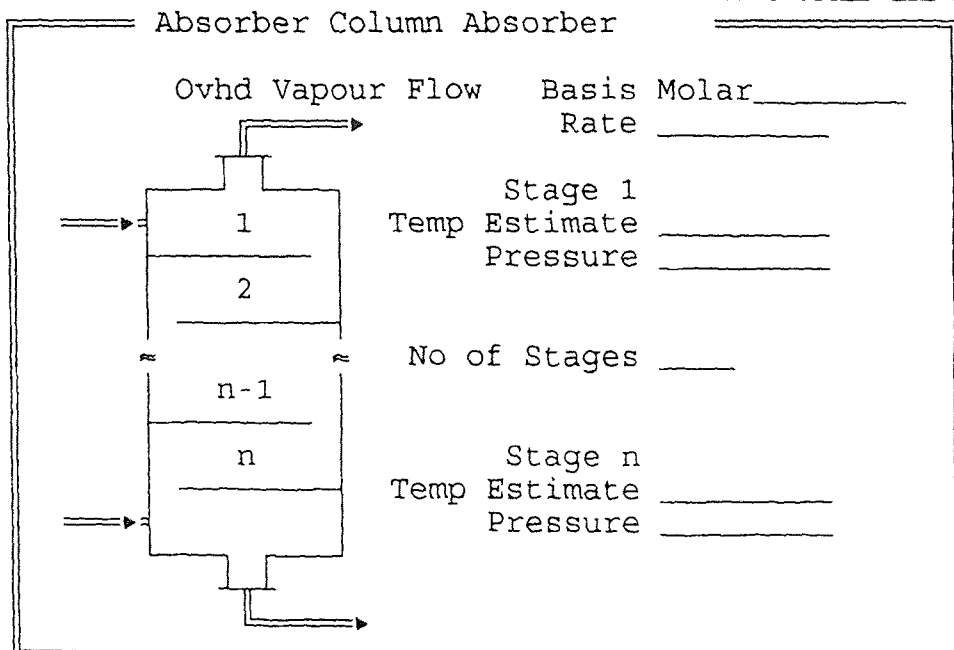 Absorber Column Absorber
Ovhd Vapour Flow Basis Molar
Rate
Stage 1
1
Temp Estimate
Pressure
2
≈ ≈ No of Stages
n-1
n
Stage n
Temp Estimate
Pressure